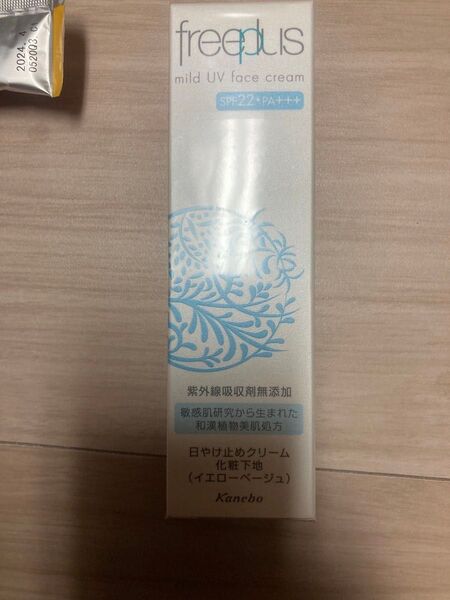 2024.4
052003
freeplus
mild UV face cream
SPF22・PA+++
紫外線吸収剤無添加
敏感肌研究から生まれた
和漢植物美肌処方
日やけ止めクリーム
化粧下地
(イエローベージュ)
Kanebo